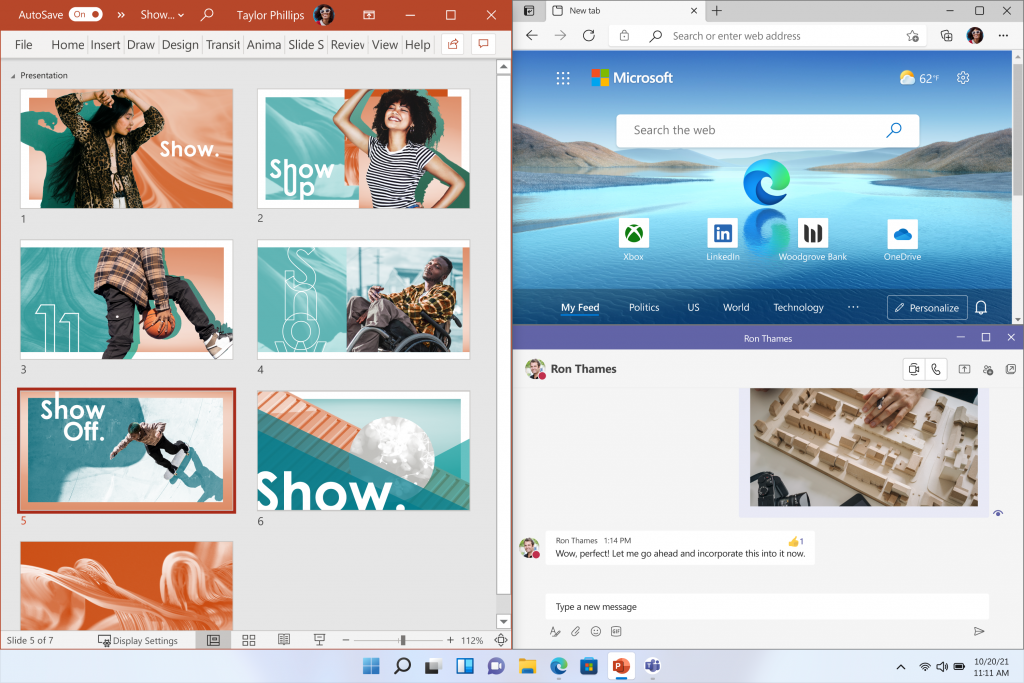 AutoSave On » Show... Taylor Phillips
File Home Insert Draw Design Transit Anima Slide S Review View Help
Presentation
Show.
1
Show
Up
2
11
3
Show
4
Show
Off.
5
Show.
6
Slide 5 of 7 Display Settings 112%
New tab
Search or enter web address
Microsoft 62°F
Search the web
Xbox LinkedIn Woodgrove Bank OneDrive
My Feed Politics US World Technology ... Personalize
Ron Thames
Ron Thames
Ron Thames 1:14 PM 👍1
Wow, perfect! Let me go ahead and incorporate this into it now.
Type a new message
GIF
10/20/21
11:11 AM